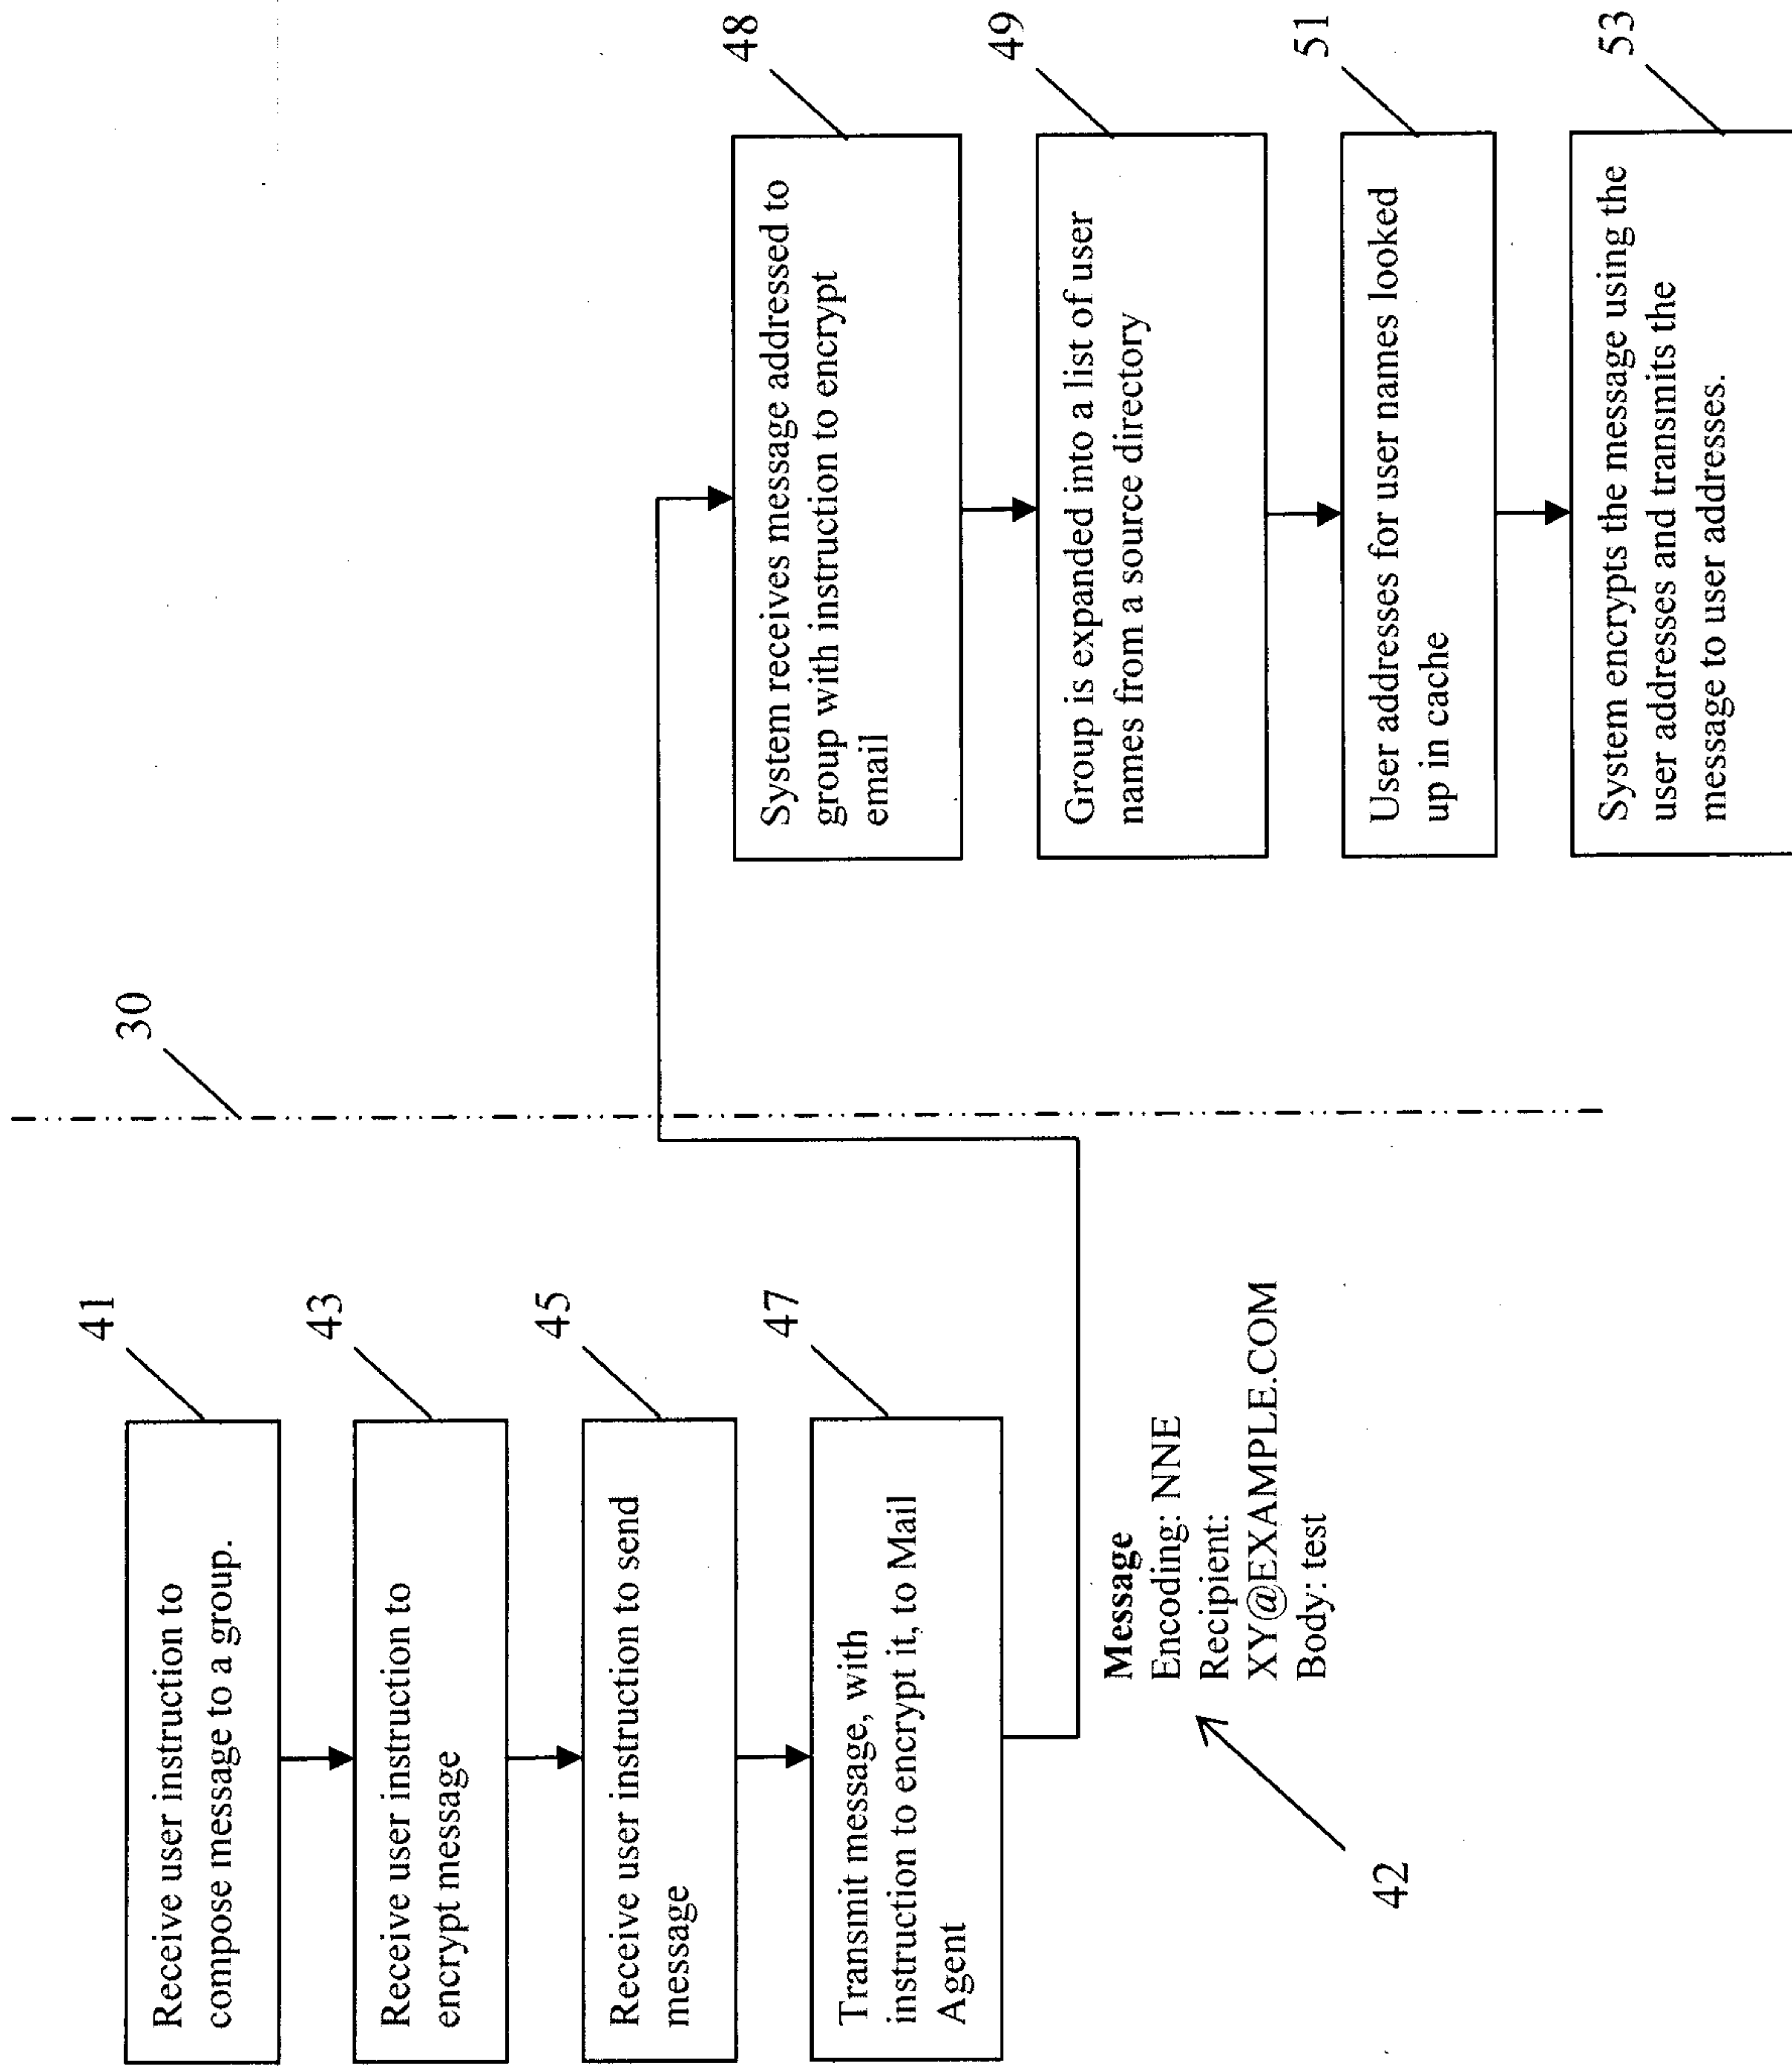 30
41
Receive user instruction to
compose message to a group.
43
Receive user instruction to
encrypt message
45
Receive user instruction to send
message
47
Transmit message, with
instruction to encrypt it, to Mail
Agent
Message
Encoding: NNE
Recipient:
XY@EXAMPLE.COM
Body: test
42
48
System receives message addressed to
group with instruction to encrypt
email
49
Group is expanded into a list of user
names from a source directory
51
User addresses for user names looked
up in cache
53
System encrypts the message using the
user addresses and transmits the
message to user addresses.